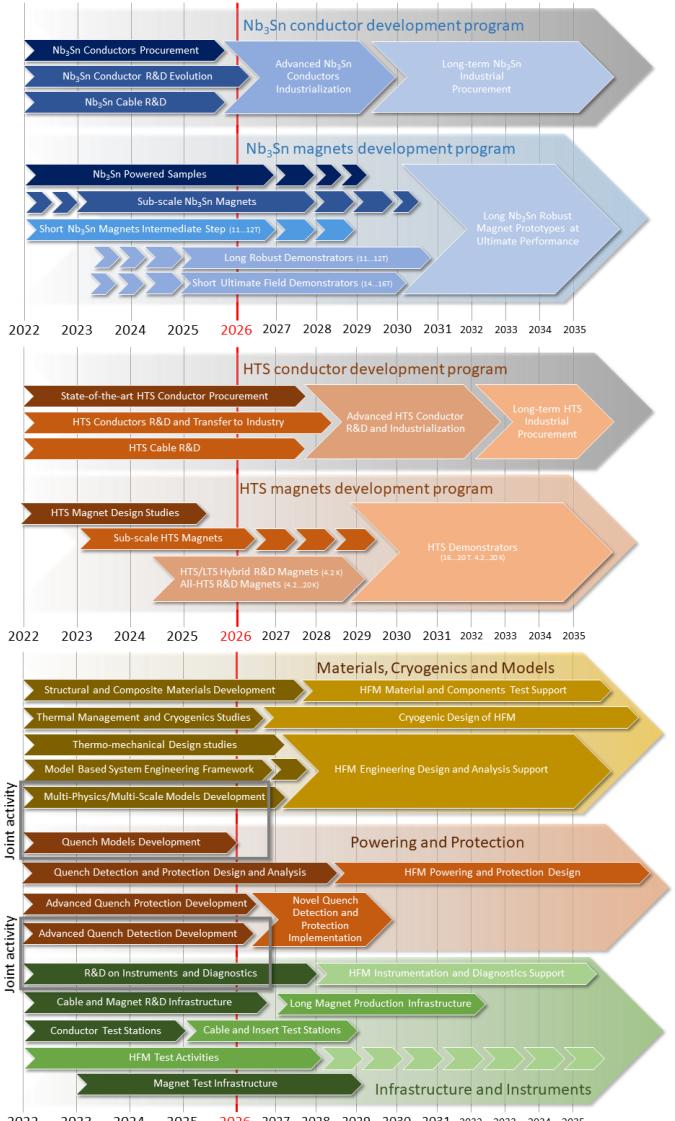 Nb₃Sn conductor development program
Nb₃Sn Conductors Procurement
Nb₃Sn Conductor R&D Evolution
Nb₃Sn Cable R&D
Advanced Nb₃Sn
Conductors
Industrialization
Long-term Nb₃Sn
Industrial
Procurement
Nb₃Sn magnets development program
Nb₃Sn Powered Samples
Sub-scale Nb₃Sn Magnets
Short Nb₃Sn Magnets Intermediate Step (11...12T)
Long Robust Demonstrators (11...12T)
Short Ultimate Field Demonstrators (14...16T)
Long Nb₃Sn Robust
Magnet Prototypes at
Ultimate Performance
2022 2023 2024 2025 2026 2027 2028 2029 2030 2031 2032 2033 2034 2035
HTS conductor development program
State-of-the-art HTS Conductor Procurement
HTS Conductors R&D and Transfer to Industry
HTS Cable R&D
Advanced HTS Conductor
R&D and Industrialization
Long-term HTS
Industrial
Procurement
HTS magnets development program
HTS Magnet Design Studies
Sub-scale HTS Magnets
HTS/LTS Hybrid R&D Magnets (4.2 K)
All-HTS R&D Magnets (4.2...20 K)
HTS Demonstrators
(16...20 T. 4.2...20 K)
2022 2023 2024 2025 2026 2027 2028 2029 2030 2031 2032 2033 2034 2035
Materials, Cryogenics and Models
Structural and Composite Materials Development
HFM Material and Components Test Support
Thermal Management and Cryogenics Studies
Cryogenic Design of HFM
Thermo-mechanical Design studies
Model Based System Engineering Framework
HFM Engineering Design and Analysis Support
Multi-Physics/Multi-Scale Models Development
Joint activity
Quench Models Development
Powering and Protection
Quench Detection and Protection Design and Analysis
HFM Powering and Protection Design
Advanced Quench Protection Development
Novel Quench
Detection and
Protection
Implementation
Advanced Quench Detection Development
Joint activity
R&D on Instruments and Diagnostics
HFM Instrumentation and Diagnostics Support
Cable and Magnet R&D Infrastructure
Long Magnet Production Infrastructure
Conductor Test Stations
Cable and Insert Test Stations
HFM Test Activities
Magnet Test Infrastructure
Infrastructure and Instruments
2022 2023 2024 2025 2026 2027 2028 2029 2030 2031 2032 2033 2034 2035